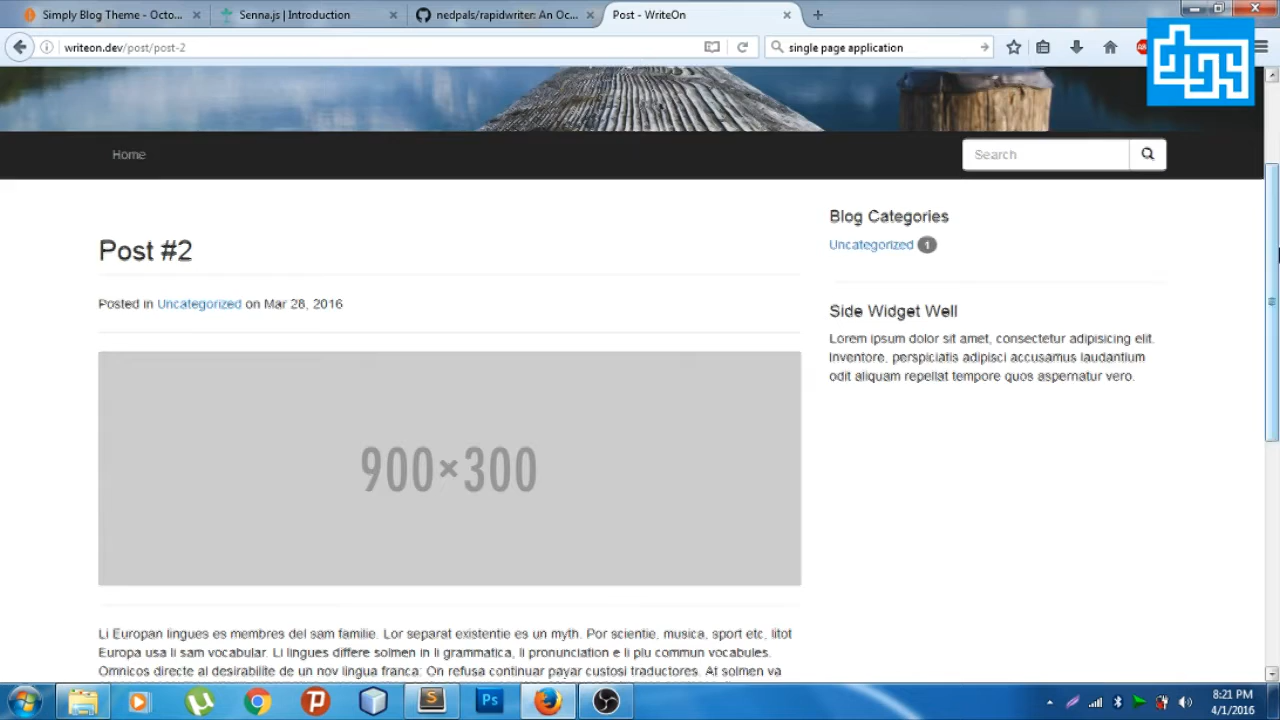 Simply Blog Theme - Octo...
Senna.js | Introduction
nedpals/rapidwriter: An Oc...
Post - WriteOn
writeon.dev/post/post-2
single page application
dgs
Home
Search
Post #2
Posted in Uncategorized on Mar 28, 2016
900×300
Li Europan lingues es membres del sam familie. Lor separat existentie es un myth. Por scientie, musica, sport etc, litot
Europa usa li sam vocabular. Li lingues differe solmen in li grammatica, li pronunciation e li plu commun vocabules.
Omnicos directe al desirabilite de un nov lingua franca: On refusa continuar payar custosi traductores. At solmen va
Blog Categories
Uncategorized 1
Side Widget Well
Lorem ipsum dolor sit amet, consectetur adipisicing elit.
Inventore, perspiciatis adipisci accusamus laudantium
odit aliquam repellat tempore quos aspernatur vero.
S
Ps
8:21 PM
4/1/2016